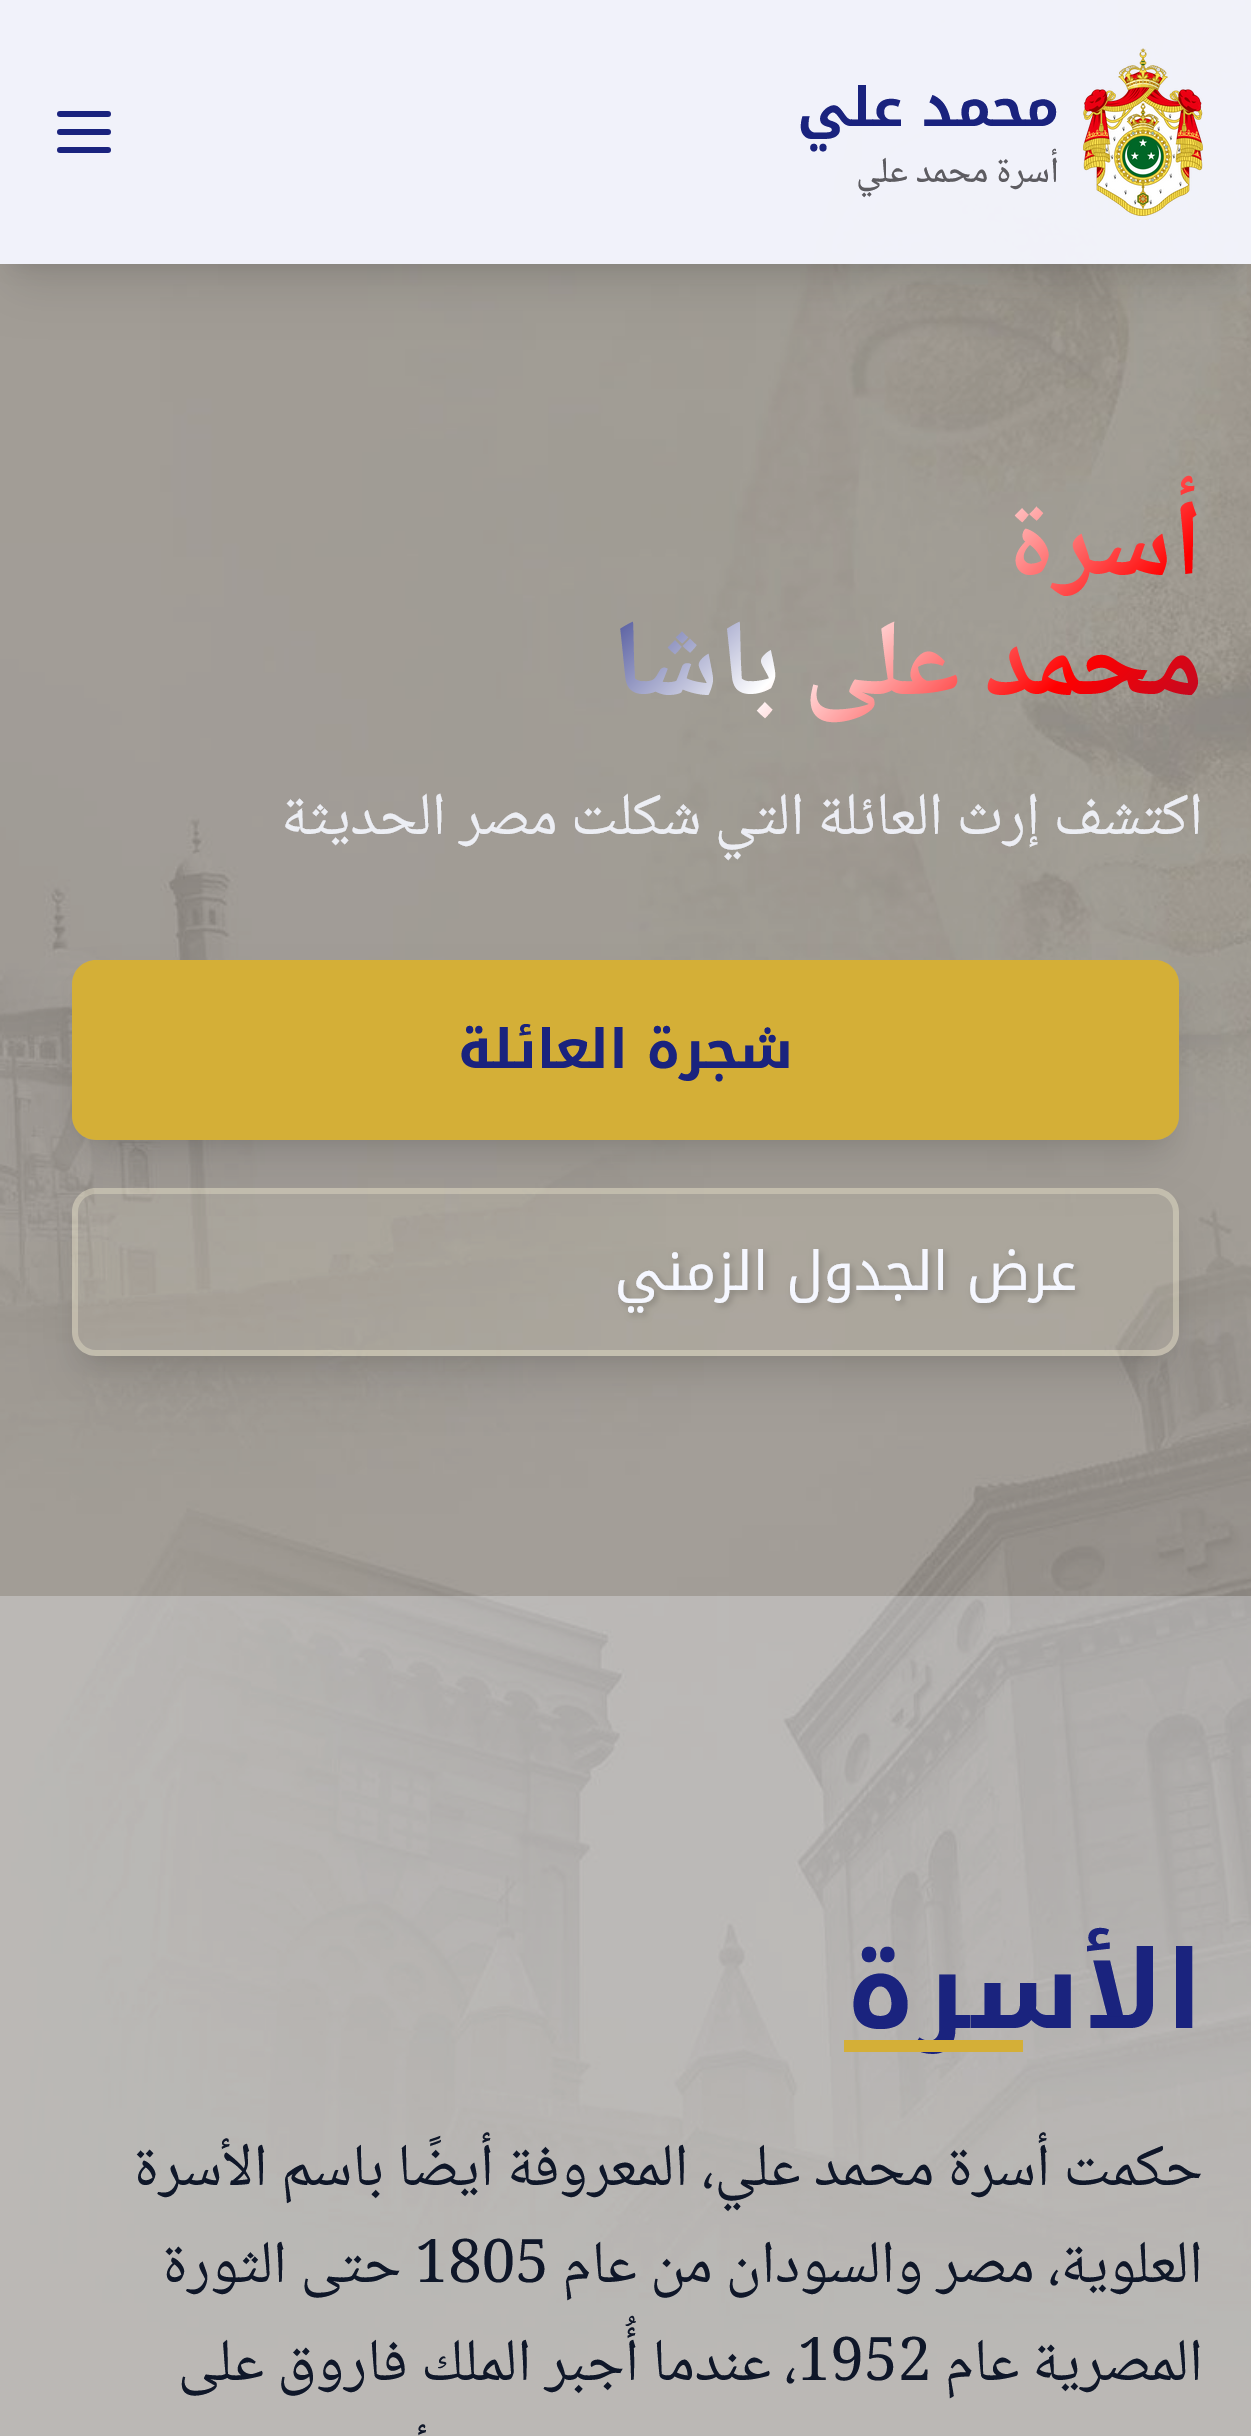 محمد علي
أسرة محمد علي
أسرة
محمد على باشا
اكتشف إرث العائلة التي شكلت مصر الحديثة
شجرة العائلة
عرض الجدول الزمني
الأسرة
حكمت أسرة محمد علي، المعروفة أيضًا باسم الأسرة
العلوية، مصر والسودان من عام 1805 حتى الثورة
المصرية عام 1952، عندما أُجبر الملك فاروق على